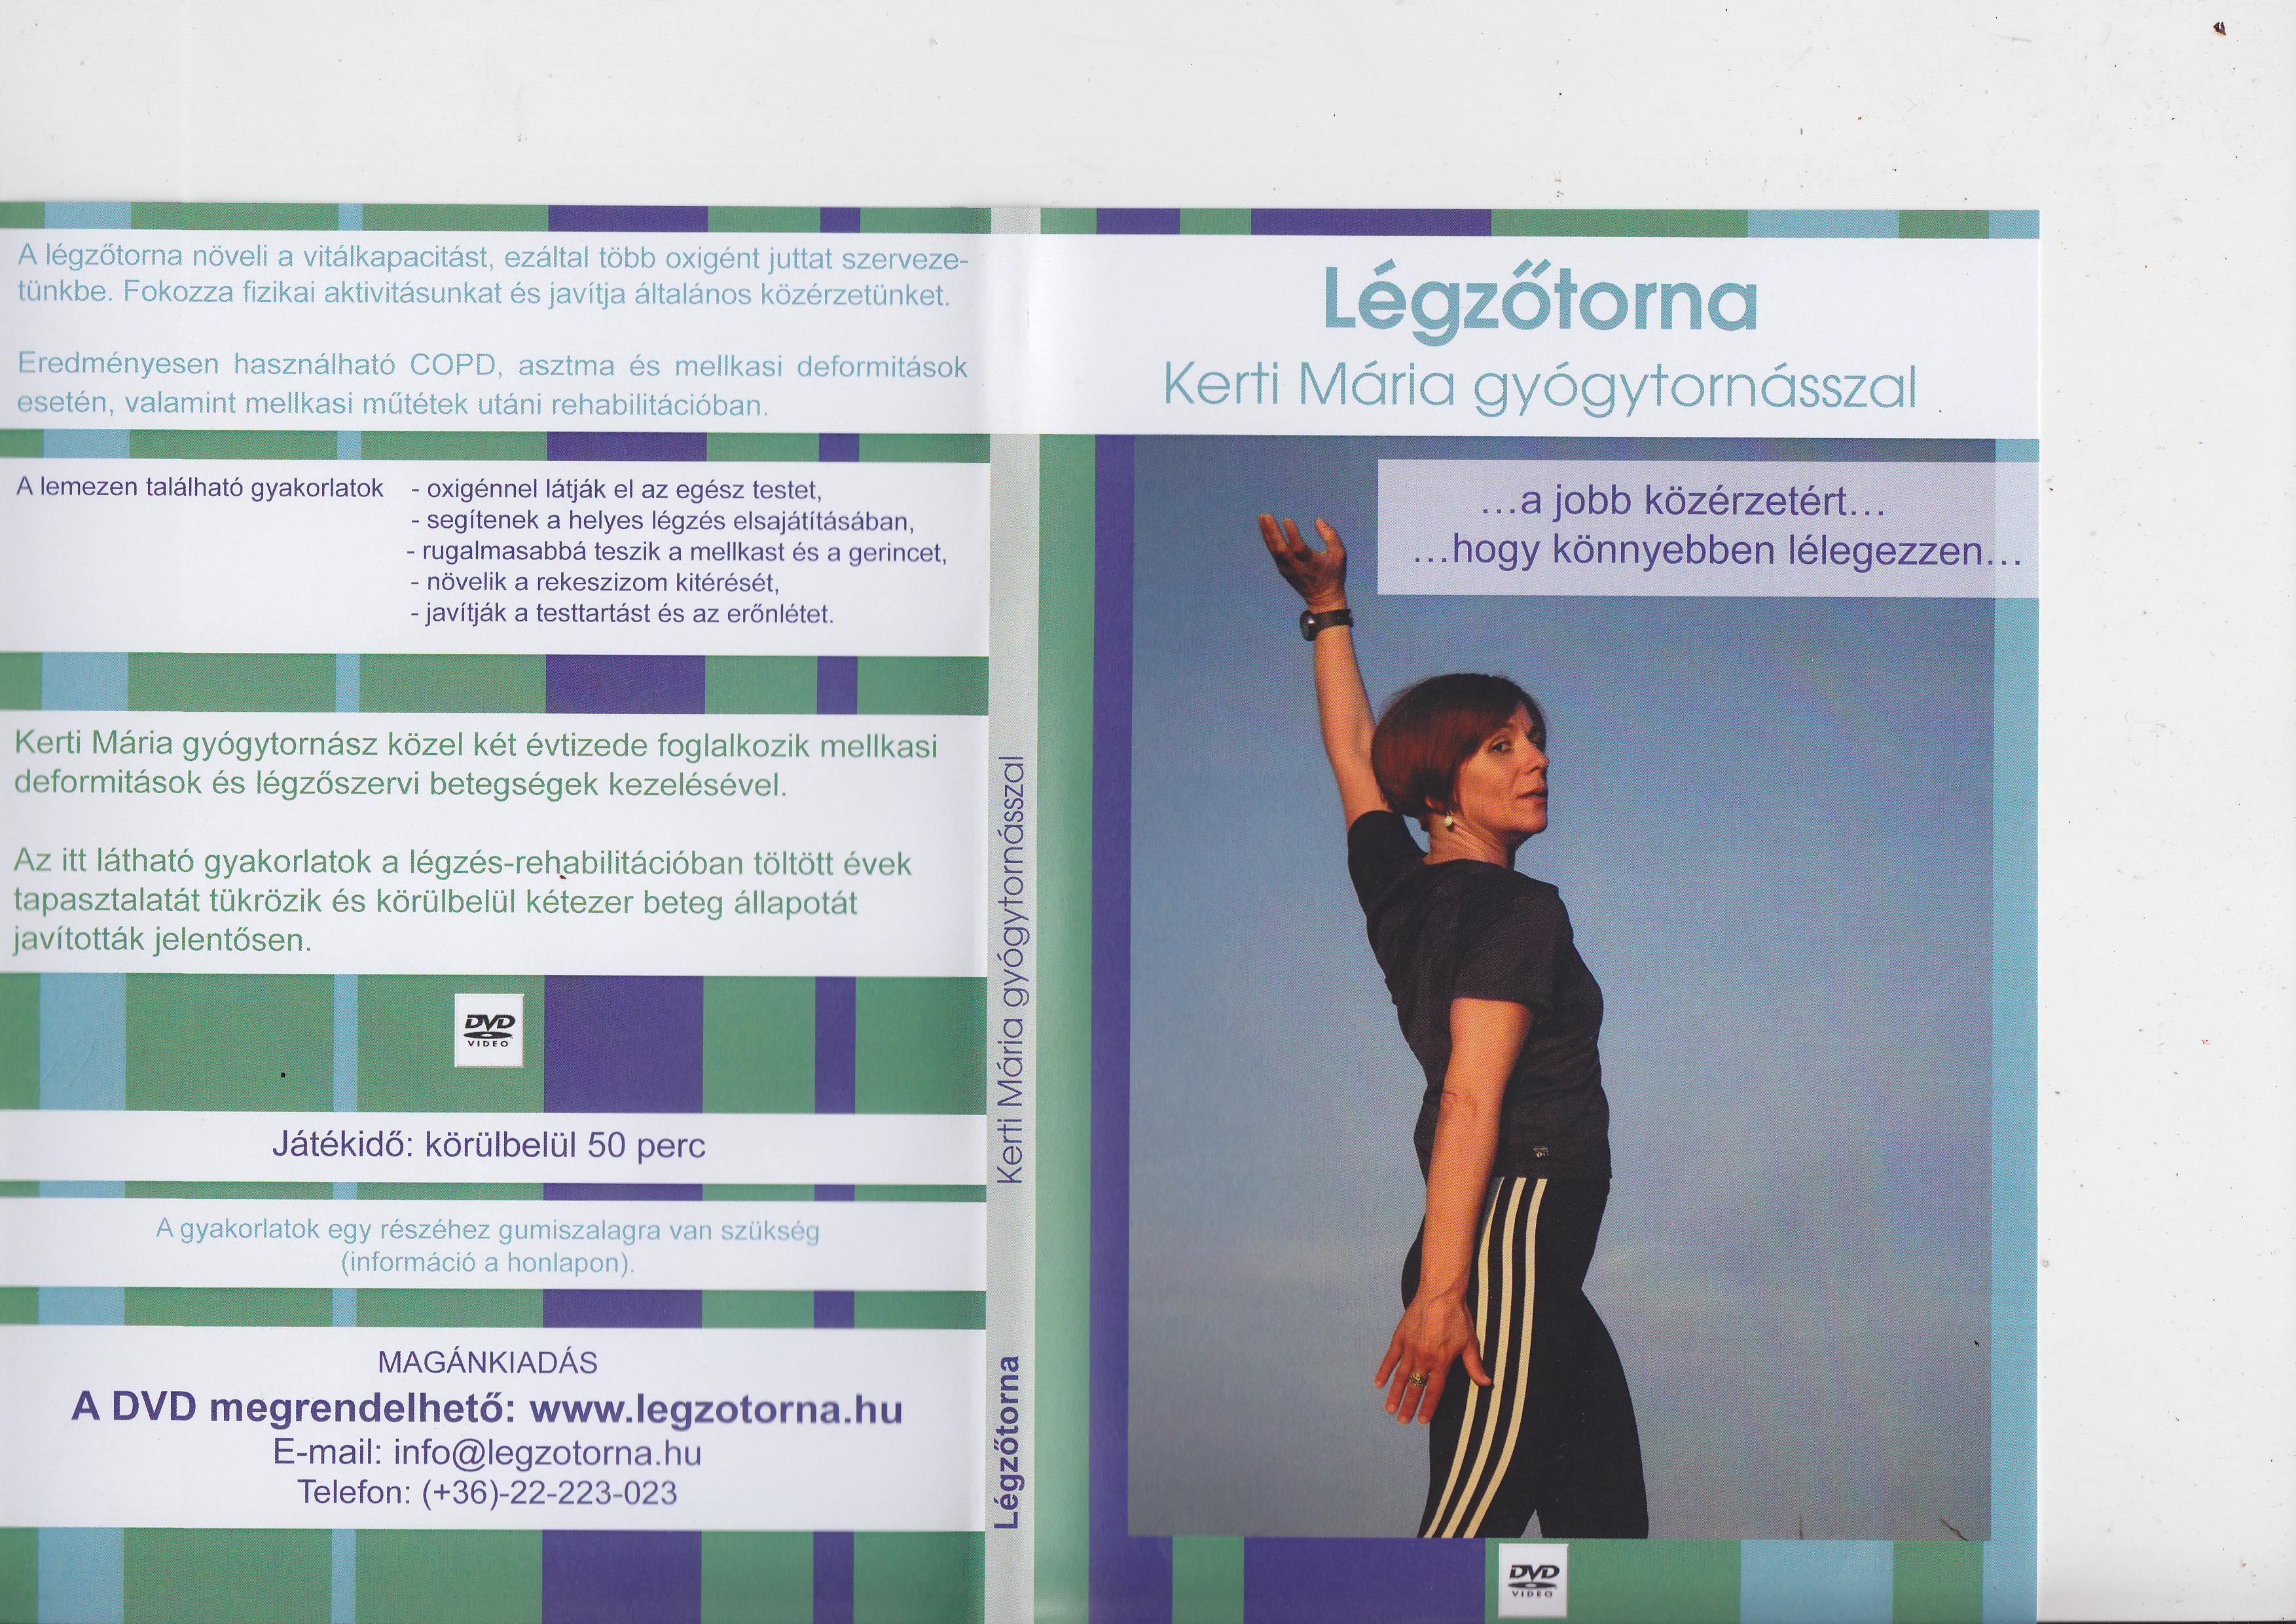 A légzőtorna növeli a vitálkapacitást, ezáltal több oxigént juttat szerveze-
tünkbe. Fokozza fizikai aktivitásunkat és javítja általános közérzetünket.
Eredményesen használható COPD, asztma és mellkasi deformitások
esetén, valamint mellkasi műtétek utáni rehabilitációban.
A lemezen található gyakorlatok - oxigénnel látják el az egész testet,
- segítenek a helyes légzés elsajátításában,
- rugalmasabbá teszik a mellkast és a gerincet,
- növelik a rekeszizom kitérését,
- javítják a testtartást és az erőnlétet.
Kerti Mária gyógytornász közel két évtizede foglalkozik mellkasi
deformitások és légzőszervi betegségek kezelésével.
Az itt látható gyakorlatok a légzés-rehabilitációban töltött évek
tapasztalatát tükrözik és körülbelül kétezer beteg állapotát
javították jelentősen.
DVD
VIDEO
Játékidő: körülbelül 50 perc
A gyakorlatok egy részéhez gumiszalagra van szükség
(információ a honlapon).
MAGÁNKIADÁS
A DVD megrendelhető: www.legzotorna.hu
E-mail: info@legzotorna.hu
Telefon: (+36)-22-223-023
Légzőtorna Kerti Mária gyógytornásszal
Légzőtorna
Kerti Mária gyógytornásszal
...a jobb közérzetért...
...hogy könnyebben lélegezzen...
DVD
VIDEO